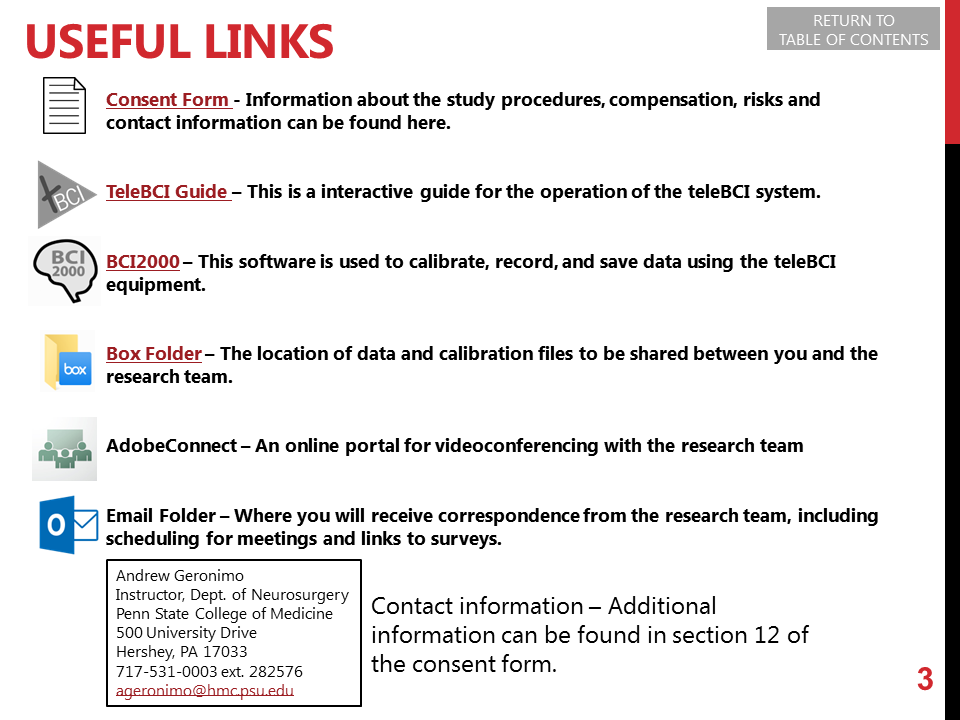 USEFUL LINKS
RETURN TO
TABLE OF CONTENTS
Consent Form - Information about the study procedures, compensation, risks and
contact information can be found here.
tBCI
TeleBCI Guide – This is a interactive guide for the operation of the teleBCI system.
BCI
2000
BCI2000 – This software is used to calibrate, record, and save data using the teleBCI
equipment.
box
Box Folder – The location of data and calibration files to be shared between you and the
research team.
AdobeConnect – An online portal for videoconferencing with the research team
O
Email Folder – Where you will receive correspondence from the research team, including
scheduling for meetings and links to surveys.
Andrew Geronimo
Instructor, Dept. of Neurosurgery
Penn State College of Medicine
500 University Drive
Hershey, PA 17033
717-531-0003 ext. 282576
ageronimo@hmc.psu.edu
Contact information – Additional
information can be found in section 12 of
the consent form.
3